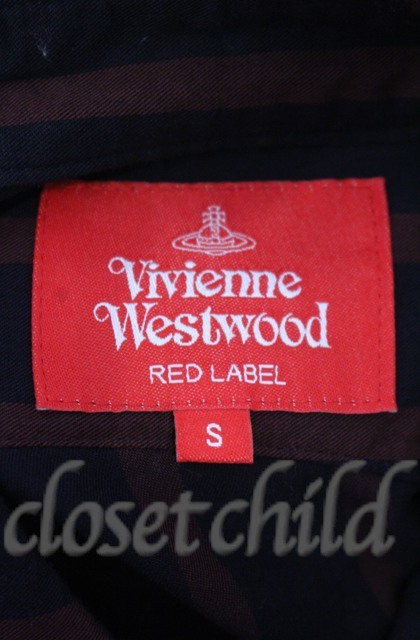 Vivienne
Westwood
RED LABEL
S
closet child